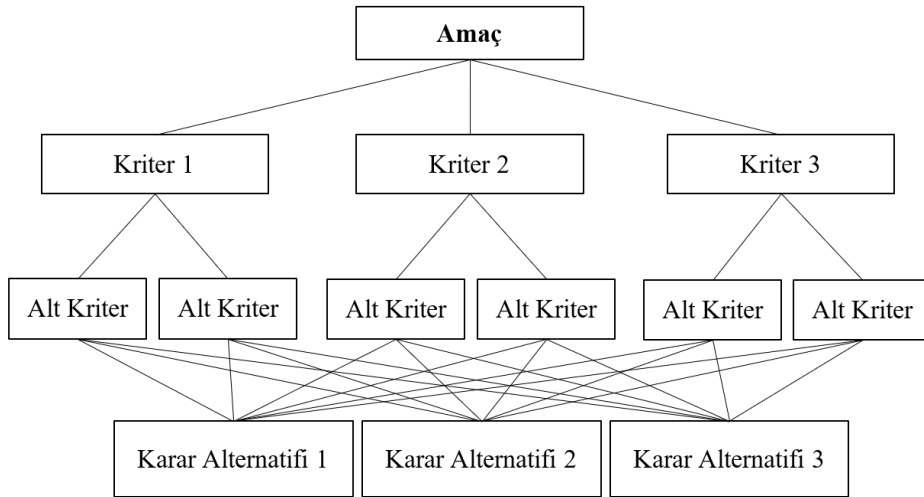 Amaç
Kriter 1
Kriter 2
Kriter 3
Alt Kriter
Alt Kriter
Alt Kriter
Alt Kriter
Alt Kriter
Alt Kriter
Karar Alternatifi 1
Karar Alternatifi 2
Karar Alternatifi 3